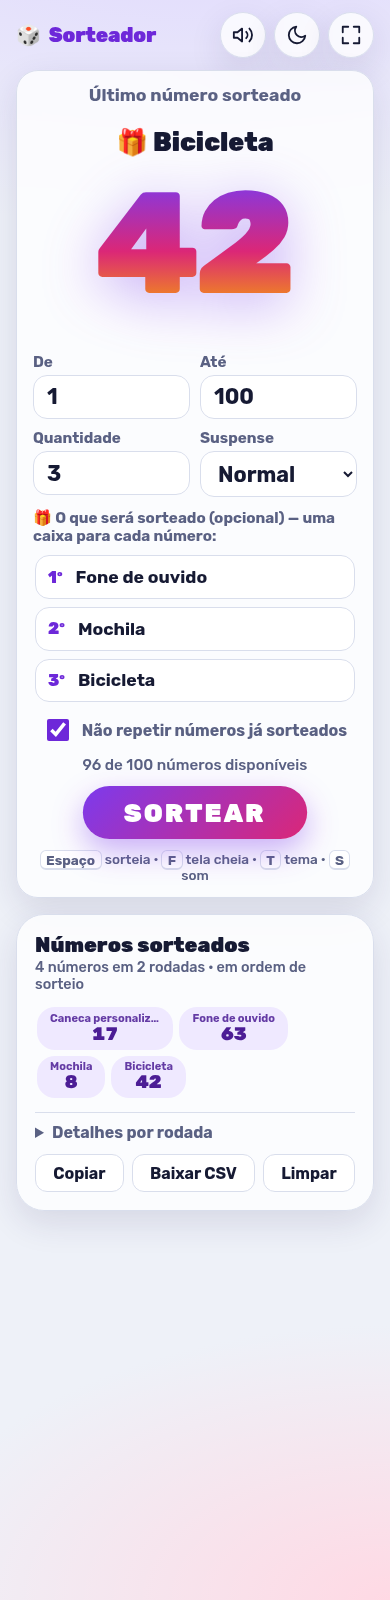 Sorteador
Último número sorteado
🎁 Bicicleta
42
De
Até
1
100
Quantidade
Suspense
3
Normal
🎁 O que será sorteado (opcional) — uma
caixa para cada número:
1º Fone de ouvido
2º Mochila
3º Bicicleta
Não repetir números já sorteados
96 de 100 números disponíveis
SORTEAR
Espaço sorteia · F tela cheia · T tema · S
som
Números sorteados
4 números em 2 rodadas · em ordem de
sorteio
Caneca personaliz...
17
Fone de ouvido
63
Mochila
8
Bicicleta
42
Detalhes por rodada
Copiar
Baixar CSV
Limpar